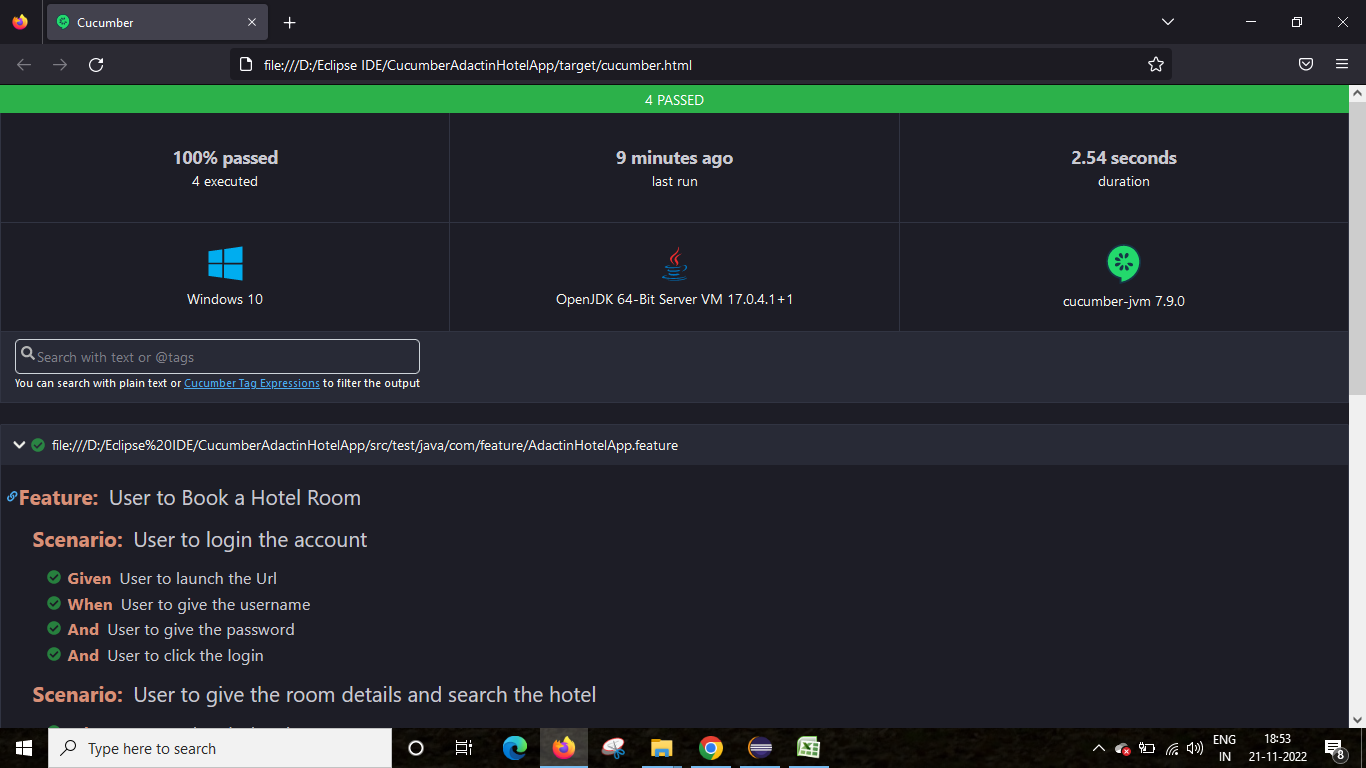 Cucumber
file:///D:/Eclipse IDE/CucumberAdactinHotelApp/target/cucumber.html
4 PASSED
100% passed
4 executed
9 minutes ago
last run
2.54 seconds
duration
Windows 10
OpenJDK 64-Bit Server VM 17.0.4.1+1
cucumber-jvm 7.9.0
Search with text or @tags
You can search with plain text or Cucumber Tag Expressions to filter the output
file:///D:/Eclipse%20IDE/CucumberAdactinHotelApp/src/test/java/com/feature/AdactinHotelApp.feature
Feature: User to Book a Hotel Room
Scenario: User to login the account
Given User to launch the Url
When User to give the username
And User to give the password
And User to click the login
Scenario: User to give the room details and search the hotel
Type here to search
ENG
IN
18:53
21-11-2022
8